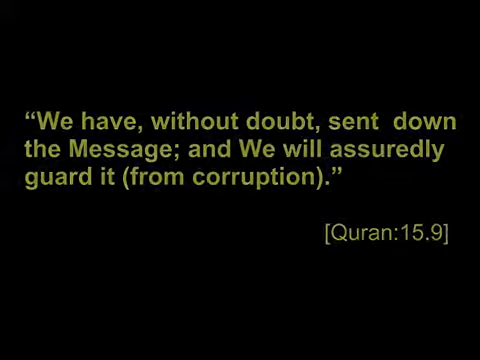 “We have, without doubt, sent down
the Message; and We will assuredly
guard it (from corruption).”
[Quran:15.9]